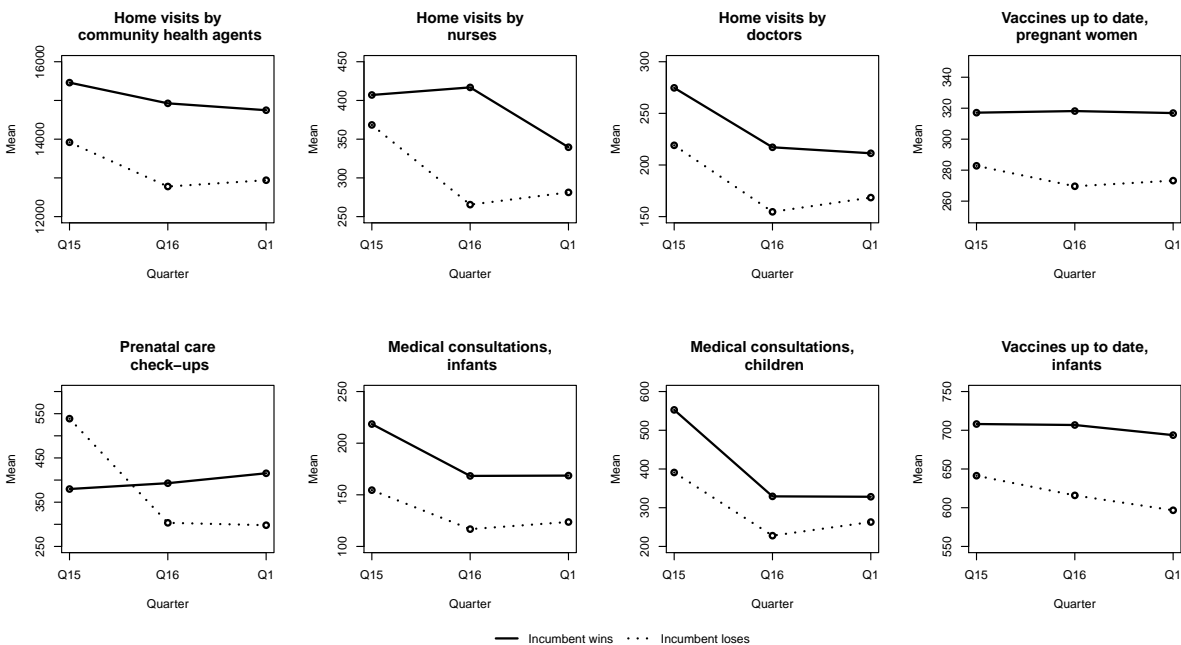 Home visits by
community health agents
Mean
12000
14000
16000
Q15
Q16
Q1
Quarter
Home visits by
nurses
Mean
250
300
350
400
450
Q15
Q16
Q1
Quarter
Home visits by
doctors
Mean
150
200
250
300
Q15
Q16
Q1
Quarter
Vaccines up to date,
pregnant women
Mean
260
280
300
320
340
Q15
Q16
Q1
Quarter
Prenatal care
check−ups
Mean
250
350
450
550
Q15
Q16
Q1
Quarter
Medical consultations,
infants
Mean
100
150
200
250
Q15
Q16
Q1
Quarter
Medical consultations,
children
Mean
200
300
400
500
600
Q15
Q16
Q1
Quarter
Vaccines up to date,
infants
Mean
550
600
650
700
750
Q15
Q16
Q1
Quarter
Incumbent wins
Incumbent loses